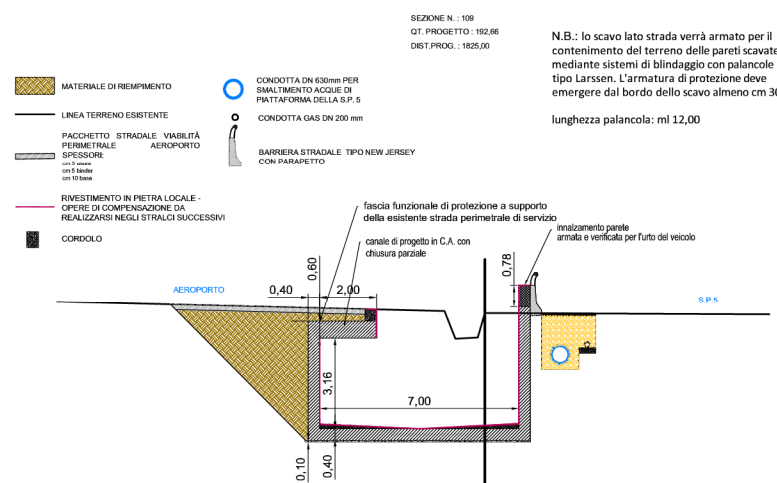 SEZIONE N. : 109
QT. PROGETTO : 192,66
DIST.PROG. : 1825,00
N.B.: lo scavo lato strada verrà armato per il
contenimento del terreno delle pareti scavate
mediante sistemi di blindaggio con palancole
tipo Larssen. L'armatura di protezione deve
emergere dal bordo dello scavo almeno cm 30
lunghezza palancola: ml 12,00
MATERIALE DI RIEMPIMENTO
LINEA TERRENO ESISTENTE
PACCHETTO STRADALE VIABILITÀ
PERIMETRALE AEROPORTO
SPESSORI:
cm 5 binder
cm 10 base
RIVESTIMENTO IN PIETRA LOCALE -
OPERE DI COMPENSAZIONE DA
REALIZZARSI NEGLI STRALCI SUCCESSIVI
CORDOLO
CONDOTTA DN 630mm PER
SMALTIMENTO ACQUE DI
PIATTAFORMA DELLA S.P. 5
CONDOTTA GAS DN 200 mm
BARRIERA STRADALE TIPO NEW JERSEY
CON PARAPETTO
fascia funzionale di protezione a supporto
della esistente strada perimetrale di servizio
canale di progetto in C.A. con
chiusura parziale
innalzamento parete
armata e verificata per l'urto del veicolo
AEROPORTO
S.P.5
0,40
0,60
2,00
0,78
3,16
7,00
0,10
0,40